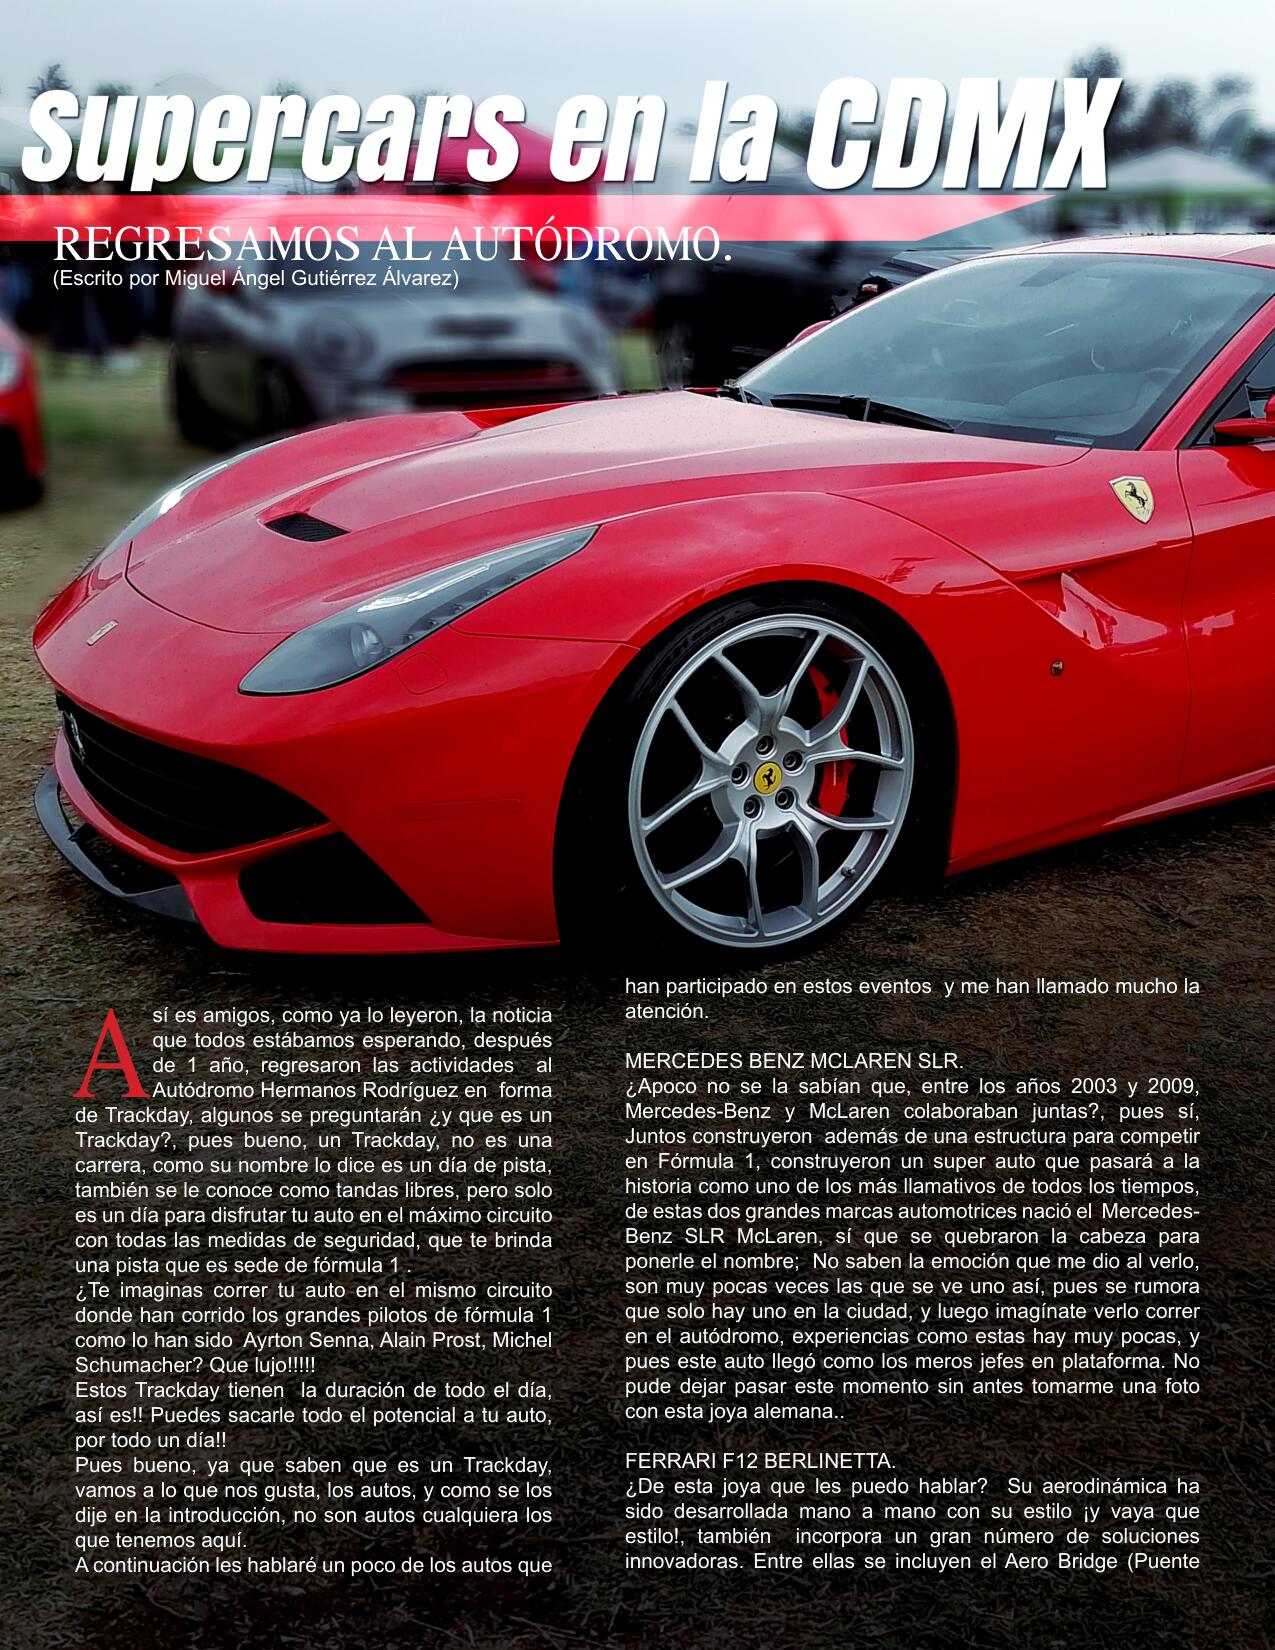 Supercars en la CDMX
REGRESAMOS AL AUTÓDROMO.
(Escrito por Miguel Ángel Gutiérrez Álvarez)
Así es amigos, como ya lo leyeron, la noticia
que todos estábamos esperando, después
de 1 año, regresaron las actividades al
Autódromo Hermanos Rodríguez en forma
de Trackday, algunos se preguntarán ¿y que es un
Trackday?, pues bueno, un Trackday, no es una
carrera, como su nombre lo dice es un día de pista,
también se le conoce como tandas libres, pero solo
es un día para disfrutar tu auto en el máximo circuito
con todas las medidas de seguridad, que te brinda
una pista que es sede de fórmula 1 .
¿Te imaginas correr tu auto en el mismo circuito
donde han corrido los grandes pilotos de fórmula 1
como lo han sido Ayrton Senna, Alain Prost, Michel
Schumacher? Que lujo!!!!!
Estos Trackday tienen la duración de todo el día,
así es!! Puedes sacarle todo el potencial a tu auto,
por todo un día!!
Pues bueno, ya que saben que es un Trackday,
vamos a lo que nos gusta, los autos, y como se los
dije en la introducción, no son autos cualquiera los
que tenemos aquí.
A continuación les hablaré un poco de los autos que
han participado en estos eventos y me han llamado mucho la
atención.
MERCEDES BENZ MCLAREN SLR.
¿Apoco no se la sabían que, entre los años 2003 y 2009,
Mercedes-Benz y McLaren colaboraban juntas?, pues sí,
Juntos construyeron además de una estructura para competir
en Fórmula 1, construyeron un super auto que pasará a la
historia como uno de los más llamativos de todos los tiempos,
de estas dos grandes marcas automotrices nació el Mercedes-
Benz SLR McLaren, sí que se quebraron la cabeza para
ponerle el nombre; No saben la emoción que me dio al verlo,
son muy pocas veces las que se ve uno así, pues se rumora
que solo hay uno en la ciudad, y luego imagínate verlo correr
en el autódromo, experiencias como estas hay muy pocas, y
pues este auto llegó como los meros jefes en plataforma. No
pude dejar pasar este momento sin antes tomarme una foto
con esta joya alemana..
FERRARI F12 BERLINETTA.
¿De esta joya que les puedo hablar? Su aerodinámica ha
sido desarrollada mano a mano con su estilo ¡y vaya que
estilo!, también incorpora un gran número de soluciones
innovadoras. Entre ellas se incluyen el Aero Bridge (Puente